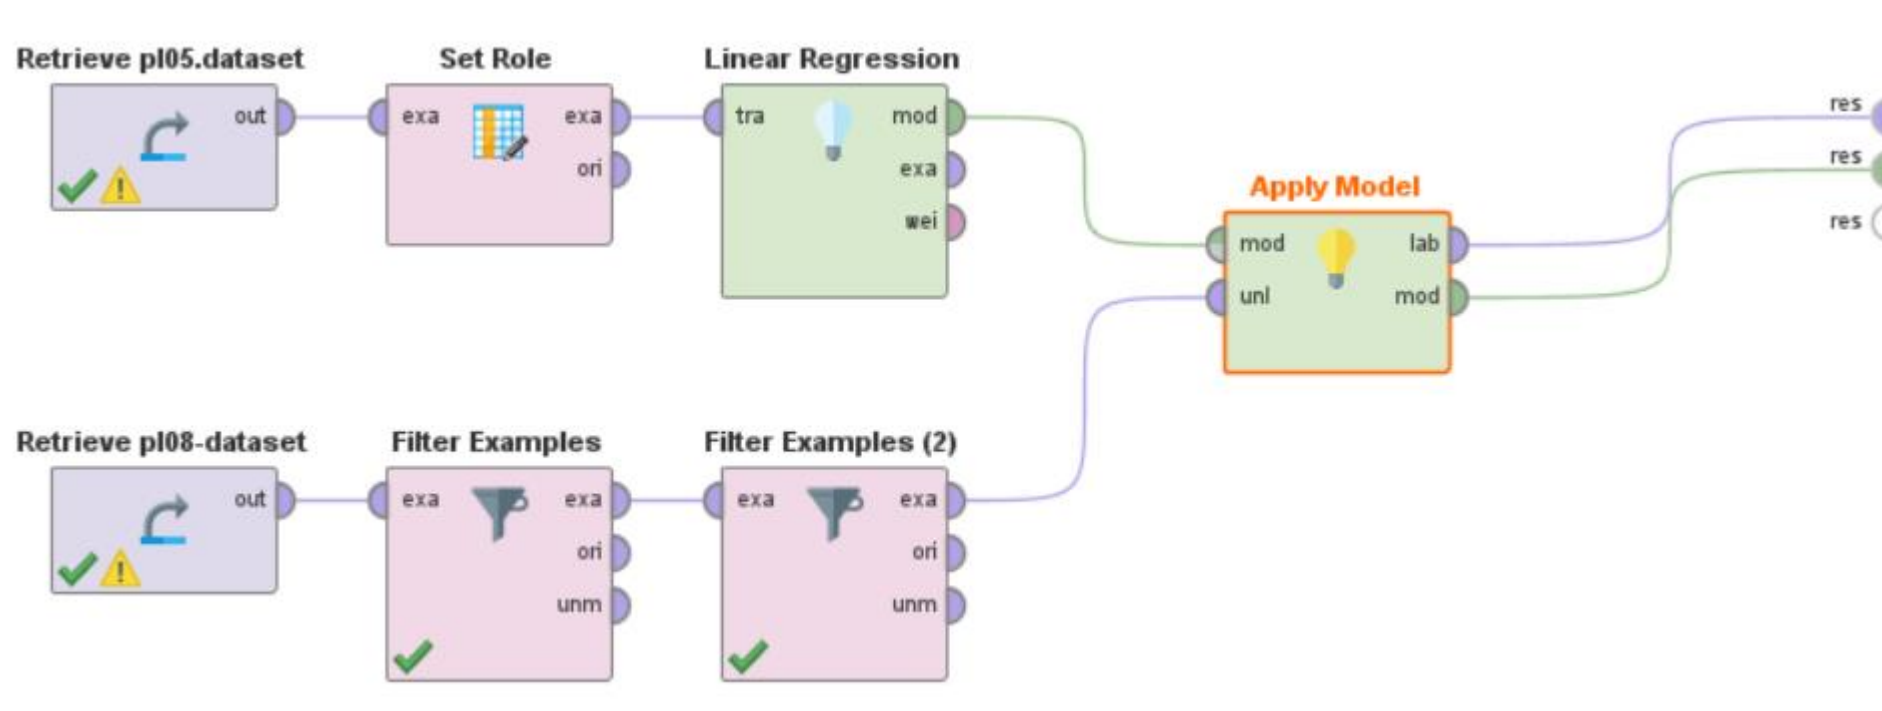 Retrieve pl05.dataset
out
Set Role
exa
exa
ori
Linear Regression
tra
mod
exa
wei
Apply Model
mod
lab
unl
mod
res
res
res
Retrieve pl08-dataset
out
Filter Examples
exa
exa
ori
unm
Filter Examples (2)
exa
exa
ori
unm